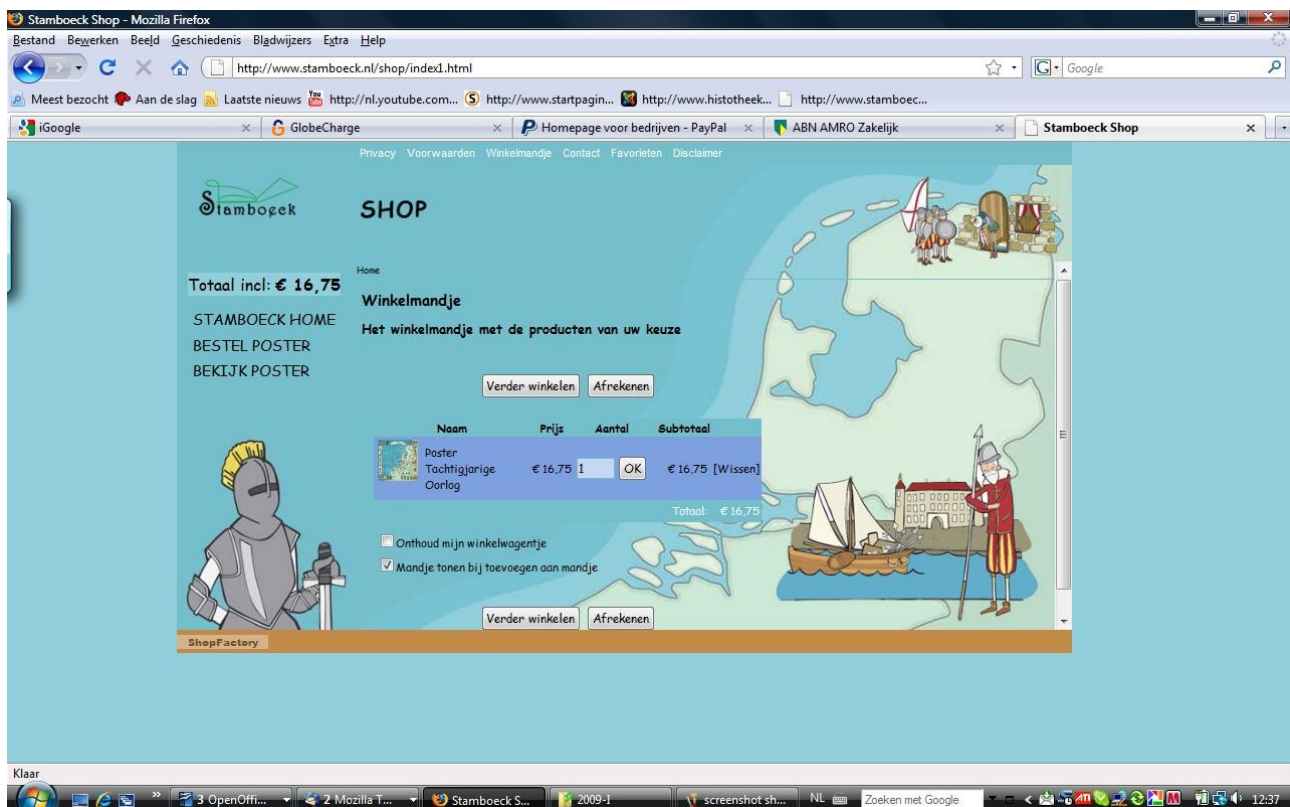 Stamboeck Shop - Mozilla Firefox
Bestand Bewerken Beeld Geschiedenis Bladwijzers Extra Help
http://www.stamboeck.nl/shop/index1.html
Google
Meest bezocht Aan de slag Laatste nieuws http://nl.youtube.com... http://www.startpagin... http://www.histotheek... http://www.stamboec...
iGoogle GlobeCharge Homepage voor bedrijven - PayPal ABN AMRO Zakelijk Stamboeck Shop
Privacy Voorwaarden Winkelmandje Contact Favorieten Disclaimer
Stamboeck
SHOP
Home
Totaal incl: € 16,75
STAMBOECK HOME
BESTEL POSTER
BEKIJK POSTER
Winkelmandje
Het winkelmandje met de producten van uw keuze
Verder winkelen Afrekenen
Naam Prijs Aantal Subtotaal
Poster
Tachtigjarige € 16,75 1 OK € 16,75 [Wissen]
Oorlog
Totaal: € 16,75
Onthoud mijn winkelwagentje
Mandje tonen bij toevoegen aan mandje
Verder winkelen Afrekenen
ShopFactory
Klaar
3 OpenOffi... 2 Mozilla T... Stamboeck S... 2009-1 screenshot sh... NL Zoeken met Google 12:37